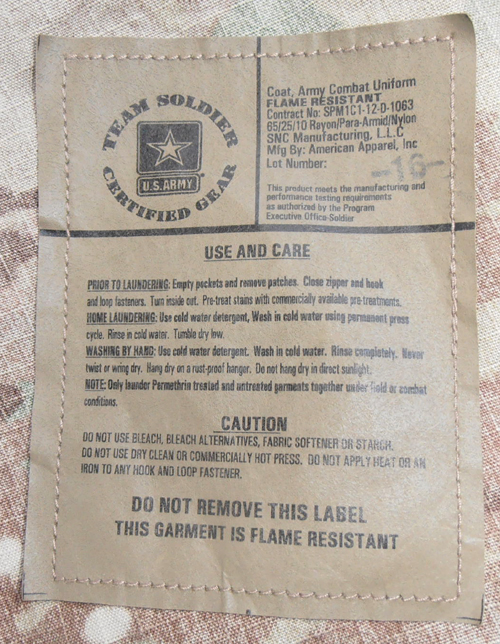 TEAM SOLDIER
U.S.ARMY
CERTIFIED GEAR
Coat, Army Combat Uniform
FLAME RESISTANT
Contract No: SPM1C1-12-D-1063
65/25/10 Rayon/Para-Aramid/Nylon
SNC Manufacturing, L.L.C
Mfg By: American Apparel, Inc
Lot Number: -16-
This product meets the manufacturing and
performance testing requirements
as authorized by the Program
Executive Office-Soldier
USE AND CARE
PRIOR TO LAUNDERING: Empty pockets and remove patches. Close zipper and hook
and loop fasteners. Turn inside out. Pre-treat stains with commercially available pre-treatments.
HOME LAUNDERING: Use cold water detergent, Wash in cold water using permanent press
cycle. Rinse in cold water. Tumble dry low.
WASHING BY HAND: Use cold water detergent. Wash in cold water. Rinse completely. Never
twist or wring dry. Hang dry on a rust-proof hanger. Do not hang dry in direct sunlight.
NOTE: Only launder Permethrin treated and untreated garments together under field or combat
conditions.
CAUTION
DO NOT USE BLEACH, BLEACH ALTERNATIVES, FABRIC SOFTENER OR STARCH.
DO NOT USE DRY CLEAN OR COMMERCIALLY HOT PRESS. DO NOT APPLY HEAT OR AN
IRON TO ANY HOOK AND LOOP FASTENER.
DO NOT REMOVE THIS LABEL
THIS GARMENT IS FLAME RESISTANT